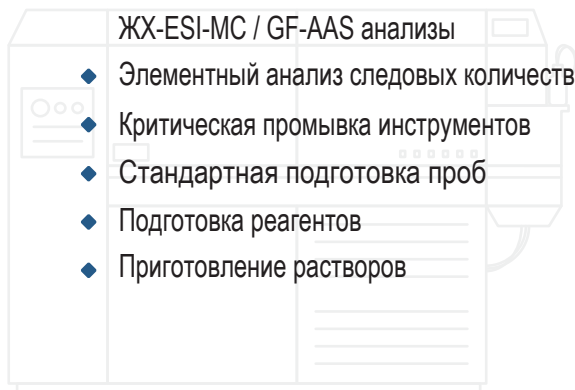 ЖХ-ESI-МС / GF-AAS анализы
Элементный анализ следовых количеств
Критическая промывка инструментов
Стандартная подготовка проб
Подготовка реагентов
Приготовление растворов